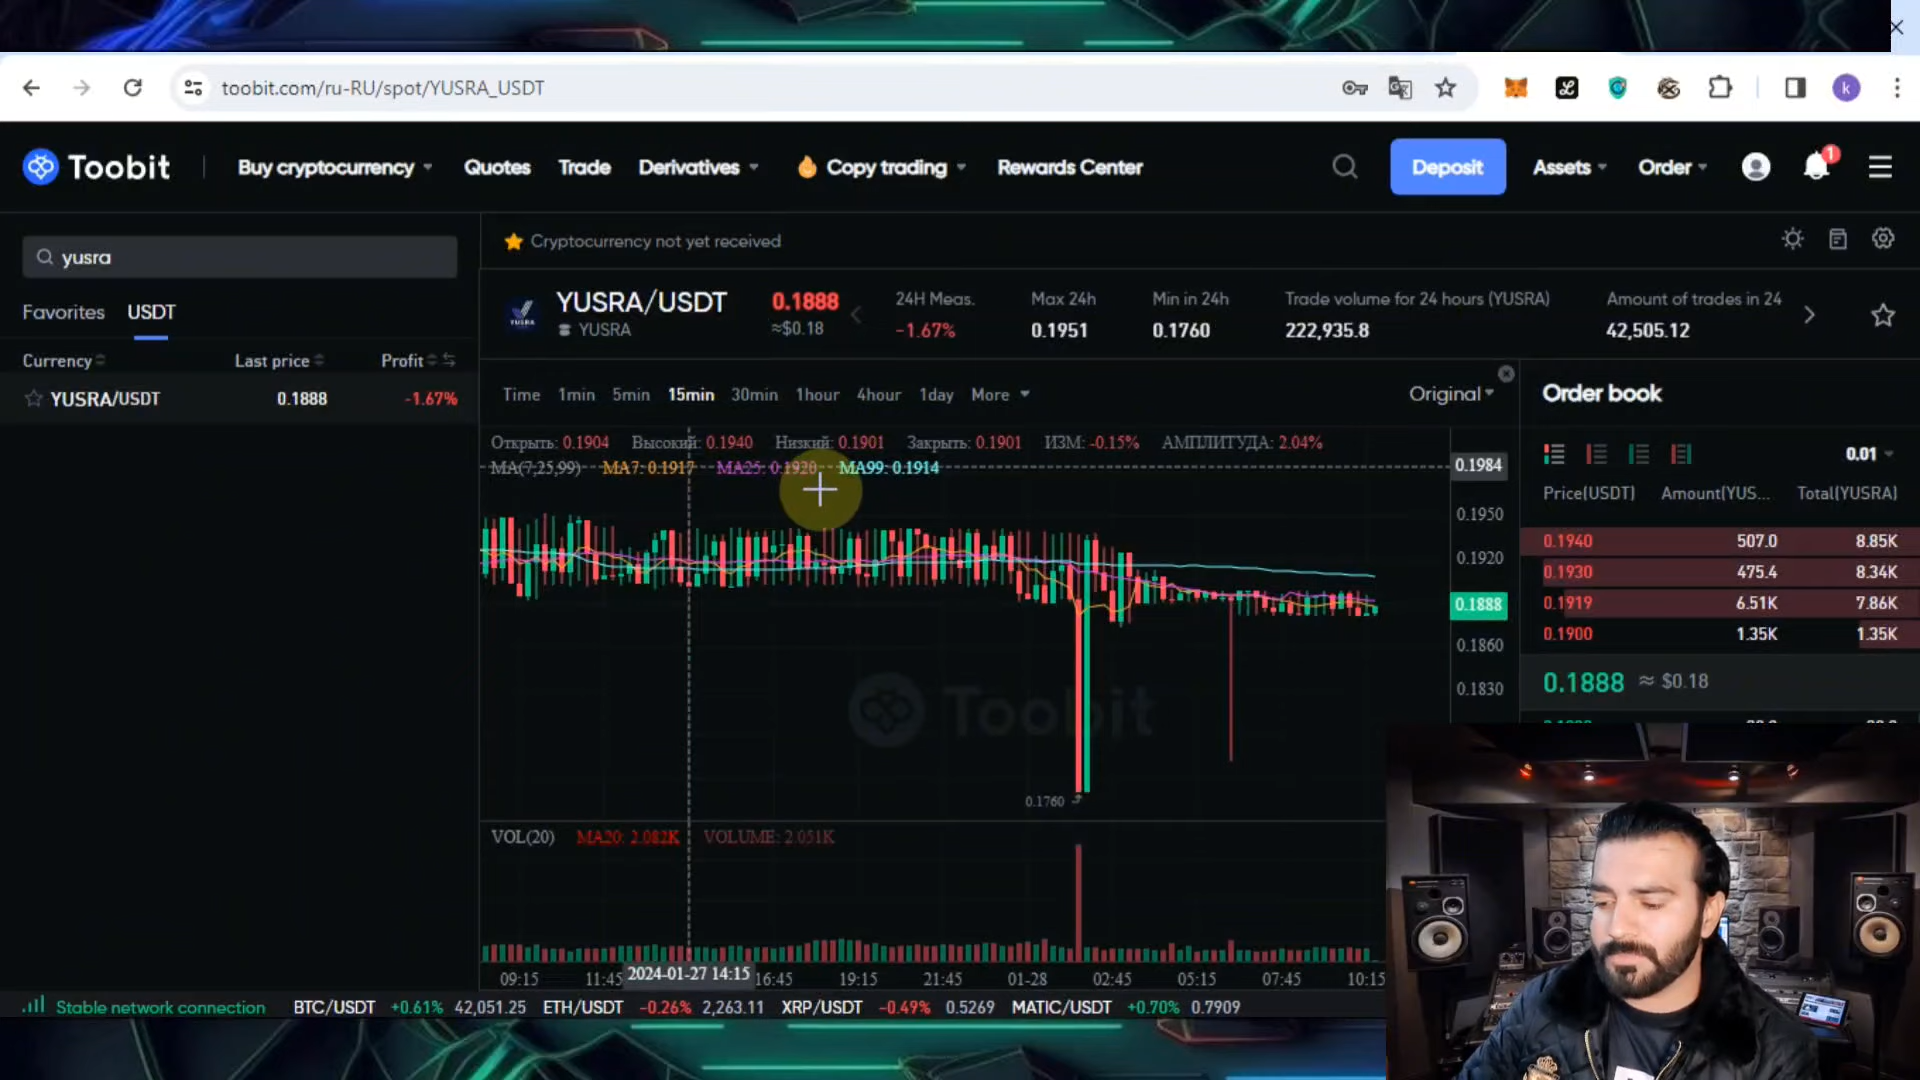 toobit.com/ru-RU/spot/YUSRA_USDT
k
Toobit
Buy cryptocurrency
Quotes
Trade
Derivatives
Copy trading
Rewards Center
Deposit
Assets
Order
1
yusra
Favorites USDT
Currency Last price Profit
YUSRA/USDT 0.1888 -1.67%
Cryptocurrency not yet received
YUSRA
YUSRA/USDT
YUSRA
0.1888
≈$0.18
24H Meas.
-1.67%
Max 24h
0.1951
Min in 24h
0.1760
Trade volume for 24 hours (YUSRA)
222,935.8
Amount of trades in 24
42,505.12
Time 1min 5min 15min 30min 1hour 4hour 1day More
Original
Открыть: 0.1904 Высокий: 0.1940 Низкий: 0.1901 Закрыть: 0.1901 ИЗМ: -0.15% АМПЛИТУДА: 2.04%
MA(7,25,99) MA7: 0.1917 MA25: 0.1920 MA99: 0.1914
0.1984
0.1950
0.1920
0.1888
0.1860
0.1830
Toobit
0.1760
VOL(20) MA20: 2.082K VOLUME: 2.051K
09:15 11:45 2024-01-27 14:15 16:45 19:15 21:45 01-28 02:45 05:15 07:45 10:15
Order book
0.01
Price(USDT) Amount(YUS... Total(YUSRA)
0.1940 507.0 8.85K
0.1930 475.4 8.34K
0.1919 6.51K 7.86K
0.1900 1.35K 1.35K
0.1888 ≈ $0.18
Stable network connection BTC/USDT +0.61% 42,051.25 ETH/USDT -0.26% 2,263.11 XRP/USDT -0.49% 0.5269 MATIC/USDT +0.70% 0.7909